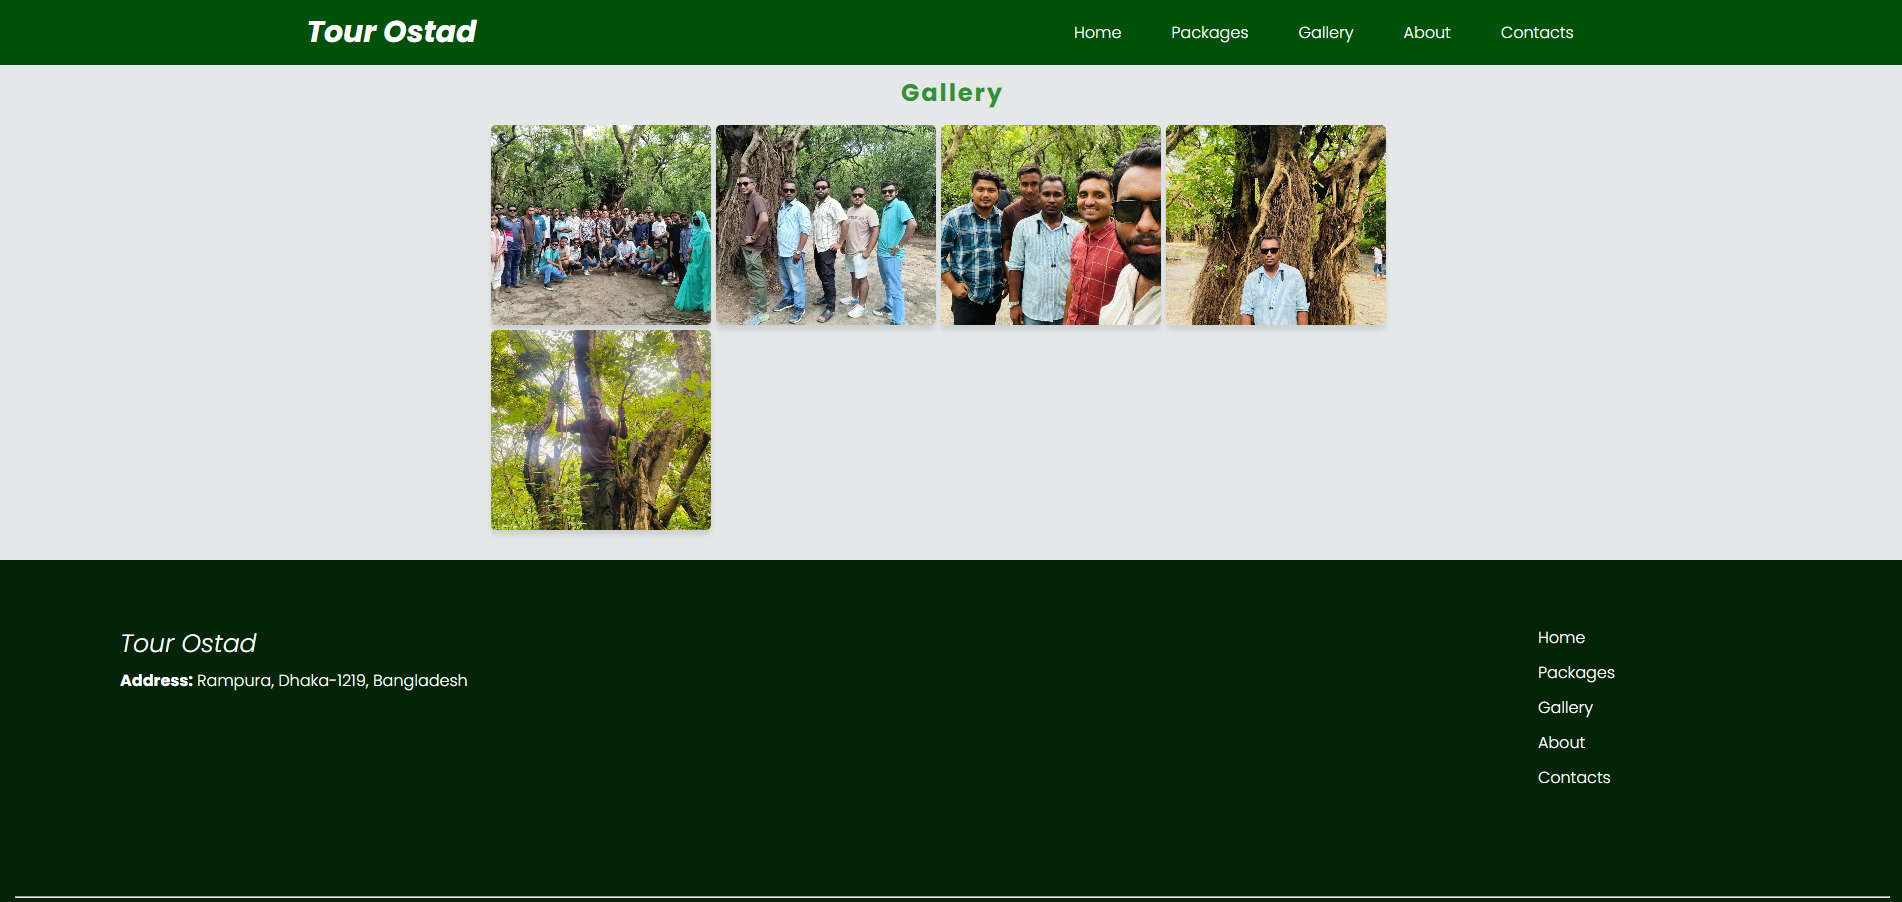 Tour Ostad
Home Packages Gallery About Contacts
Gallery
Tour Ostad
Address: Rampura, Dhaka-1219, Bangladesh
Home
Packages
Gallery
About
Contacts